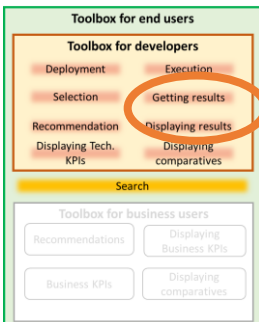 Toolbox for end users
Toolbox for developers
Deployment
Execution
Selection
Getting results
Recommendation
Displaying results
Displaying Tech.
KPIs
Displaying
comparatives
Search
Toolbox for business users
Recommendations
Displaying
Business KPIs
Business KPIs
Displaying
comparatives